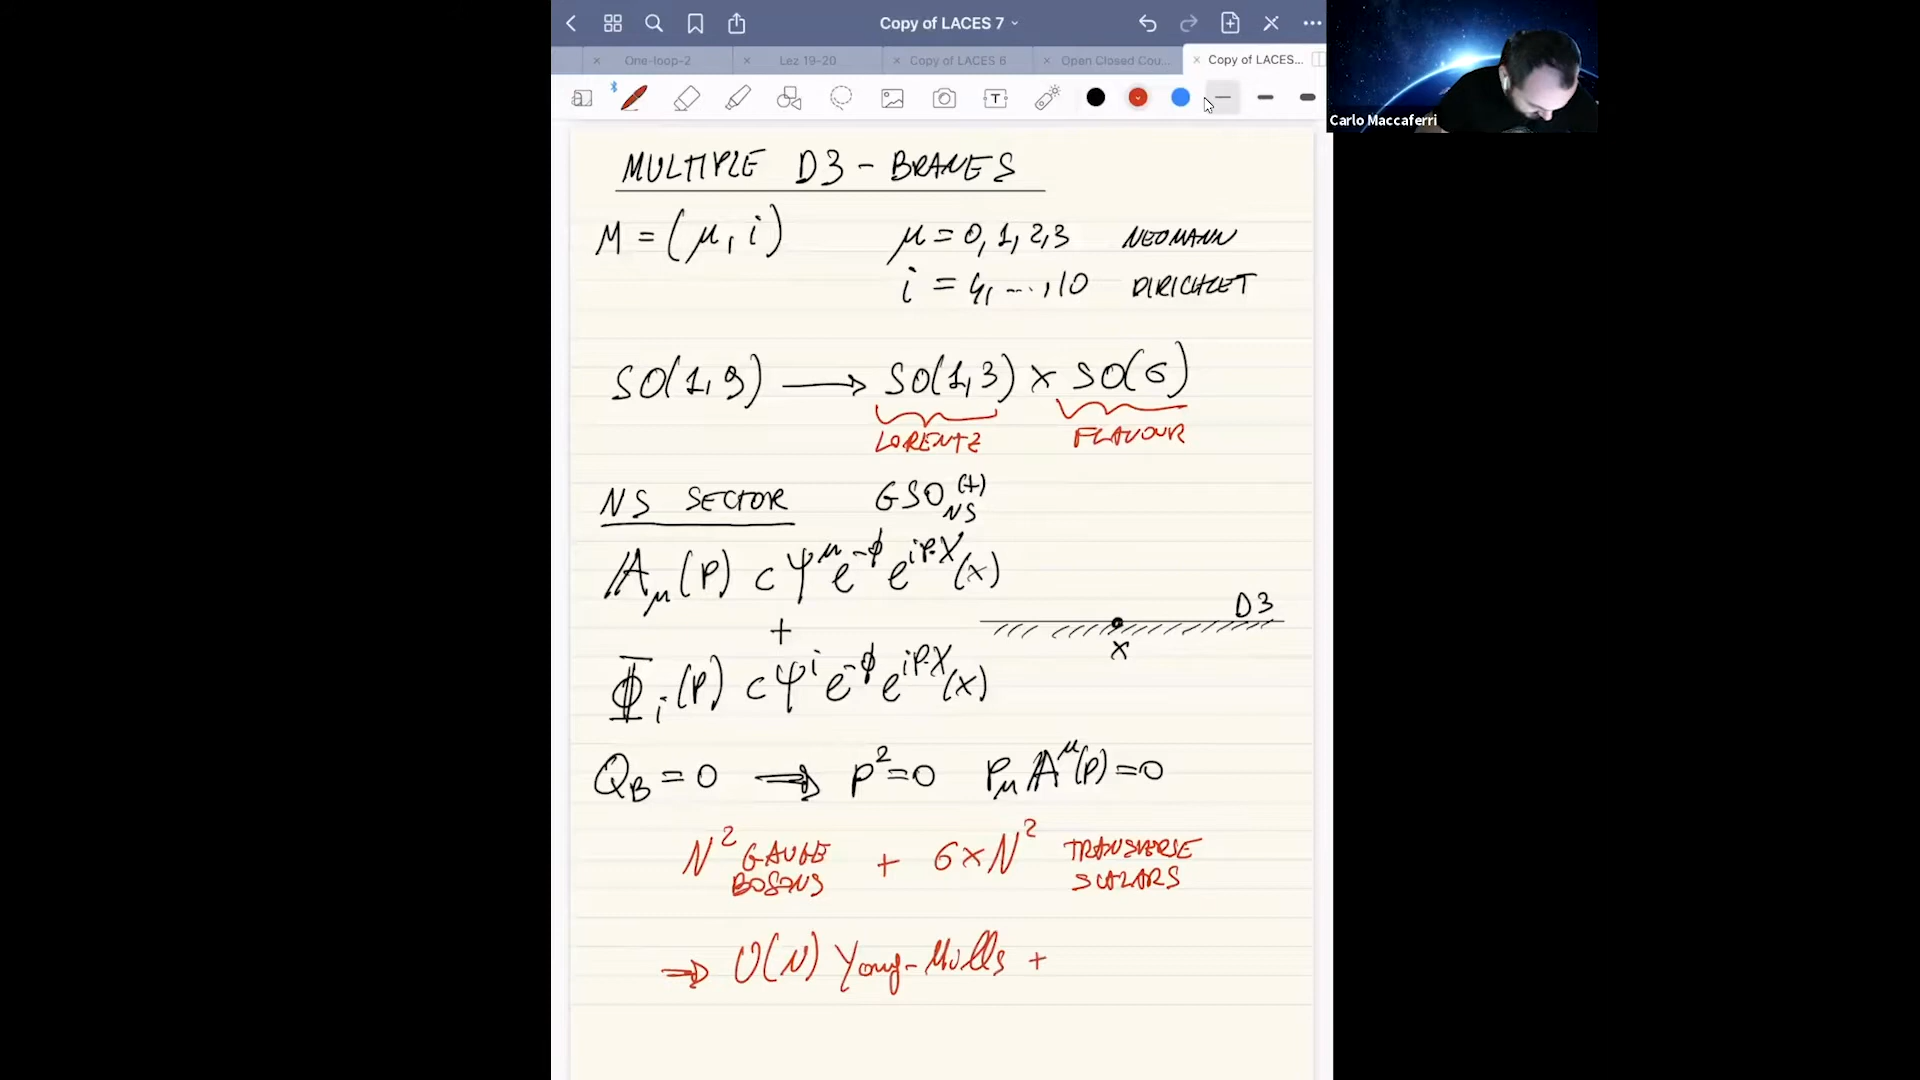 Copy of LACES 7
One-loop-2
Lez 19-20
Copy of LACES 6
Open Closed Cou...
Copy of LACES...
Carlo Maccaferri
MULTIPLE D3-BRANES
M = (μ, i) μ = 0, 1, 2, 3 NEUMANN
i = 4, ..., 10 DIRICHLET
SO(1,9) → SO(1,3) × SO(6)
LORENTZ FLAVOUR
NS SECTOR GSO_NS^(+)
𝔸_μ(P) c ψ^μ e^{-ϕ} e^{iP·X}(x)
+
D3
x
Φ_i(P) c ψ^i e^{-ϕ} e^{iP·X}(x)
Q_B = 0 ⟹ p² = 0 P_μ 𝔸^μ(P) = 0
N² GAUGE BOSONS + 6×N² TRANSVERSE SCALARS
⇒ U(N) Yang-Mills +